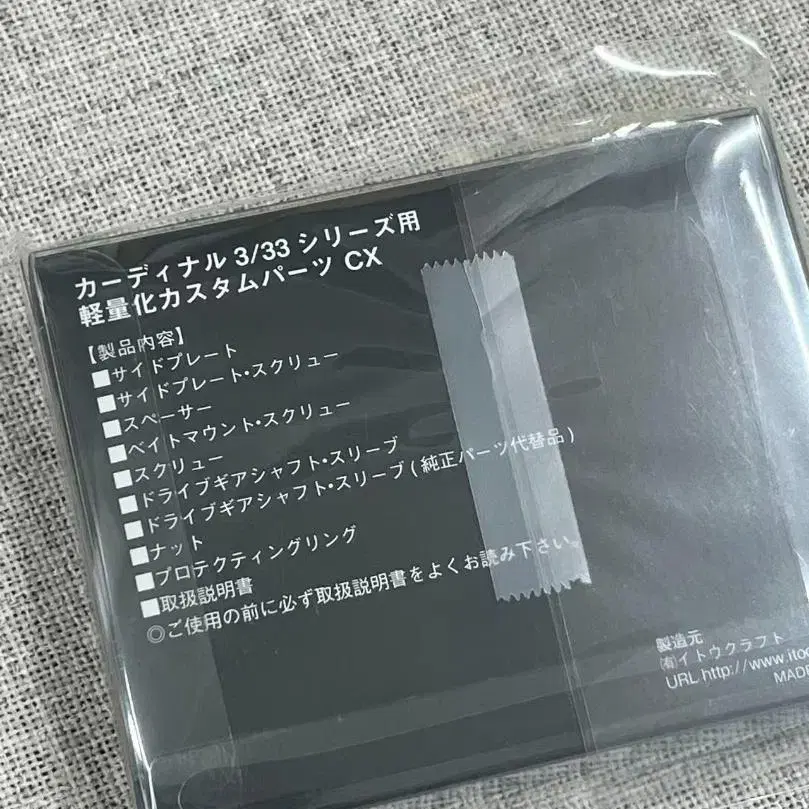 カーディナル 3/33 シリーズ用
軽量化カスタムパーツ CX
【製品内容】
■サイドプレート
■サイドプレート・スクリュー
■スペーサー
■ベイトマウント・スクリュー
■スクリュー
■ドライブギアシャフト・スリーブ
■ドライブギアシャフト・スリーブ ( 純正パーツ代替品 )
■ナット
■プロテクティングリング
■取扱説明書
◎ご使用の前に必ず取扱説明書をよくお読み下さい。
製造元
㈲イトウクラフト
URL http://www.itoc
MADE